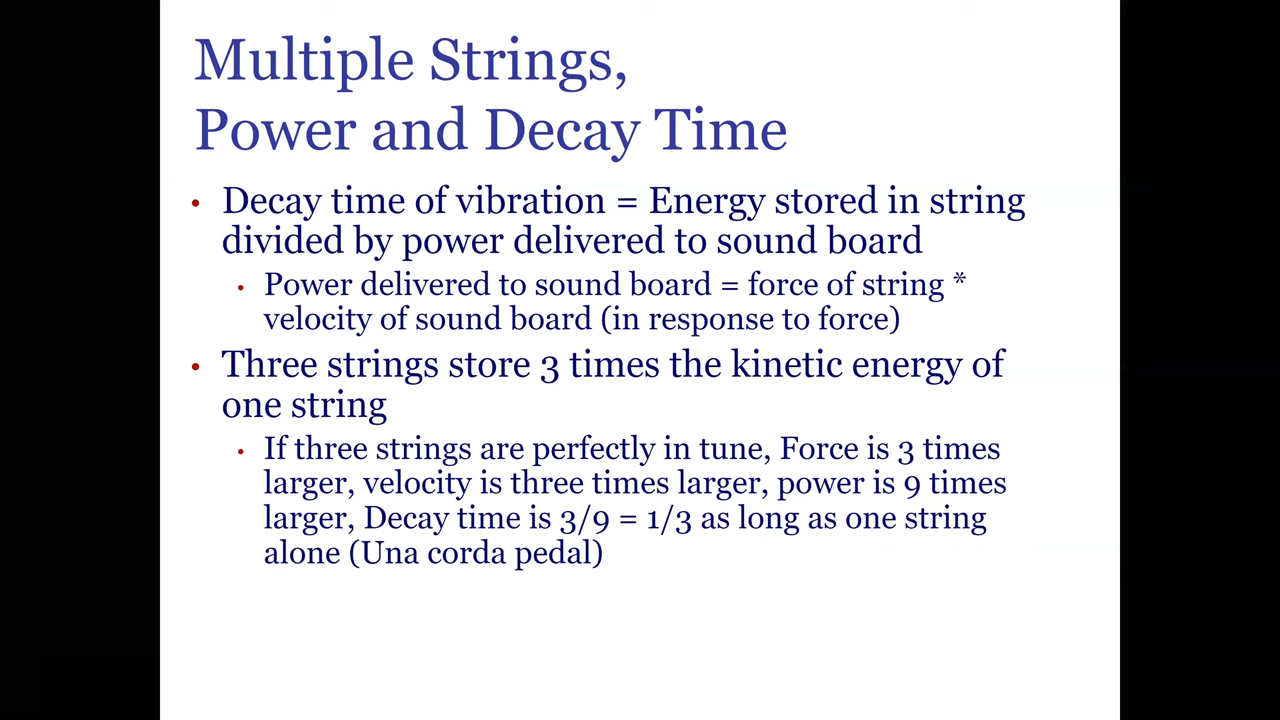 Multiple Strings,
Power and Decay Time
• Decay time of vibration = Energy stored in string
divided by power delivered to sound board
• Power delivered to sound board = force of string *
velocity of sound board (in response to force)
• Three strings store 3 times the kinetic energy of
one string
• If three strings are perfectly in tune, Force is 3 times
larger, velocity is three times larger, power is 9 times
larger, Decay time is 3/9 = 1/3 as long as one string
alone (Una corda pedal)